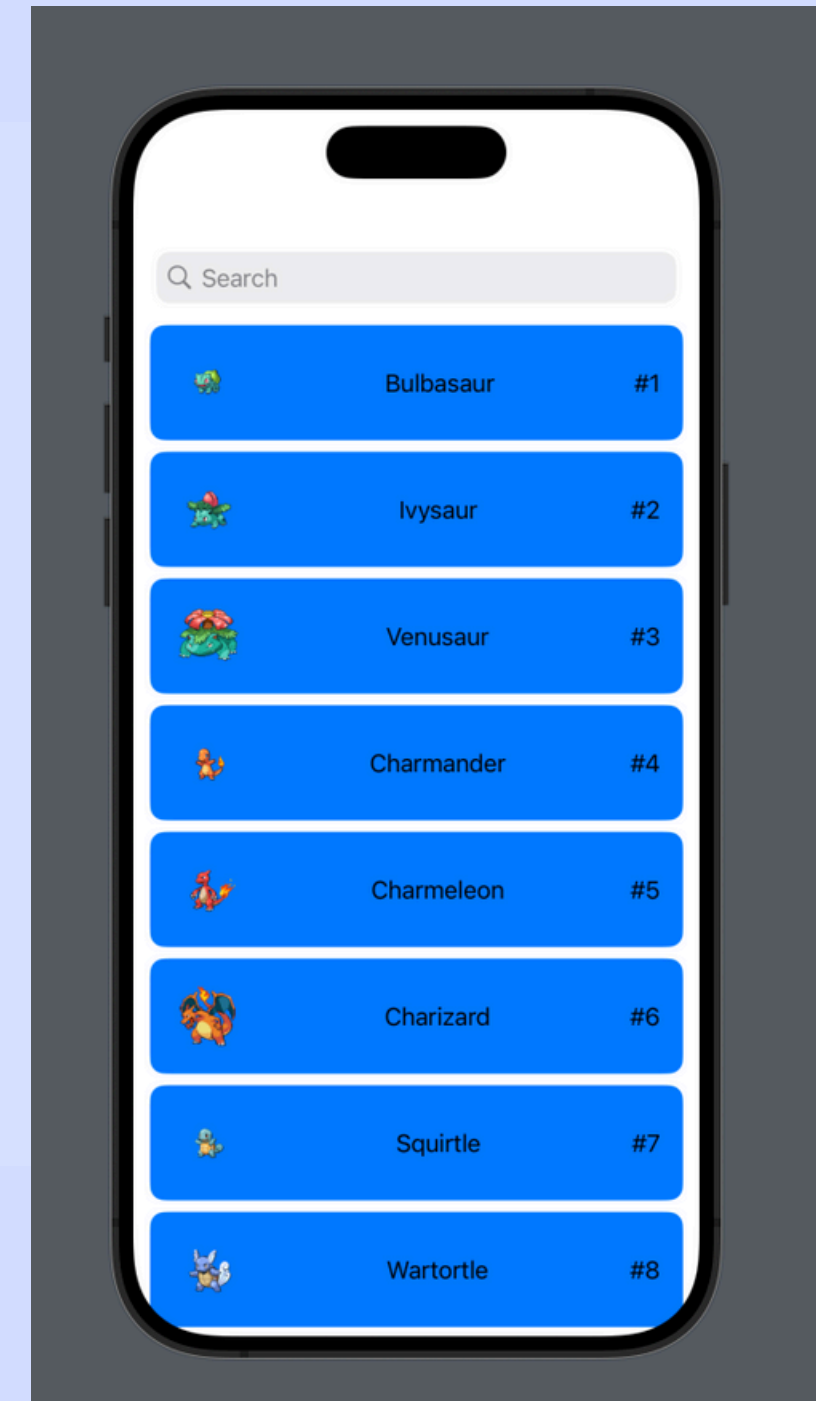 Search
Bulbasaur #1
Ivysaur #2
Venusaur #3
Charmander #4
Charmeleon #5
Charizard #6
Squirtle #7
Wartortle #8